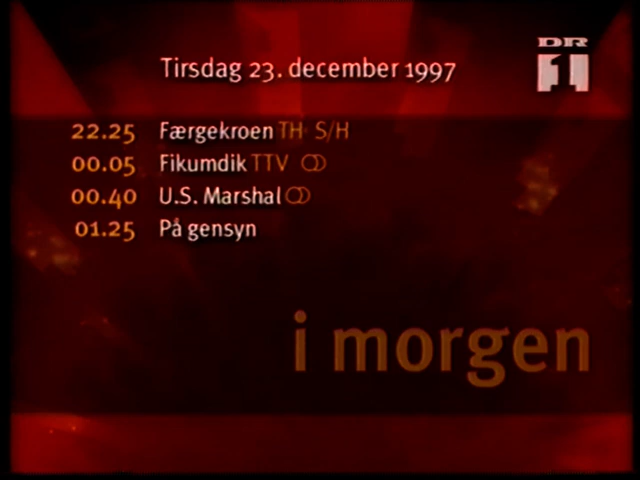 DR
1
Tirsdag 23. december 1997
22.25 Færgekroen TH S/H
00.05 Fikumdik TTV
00.40 U.S. Marshal
01.25 På gensyn
i morgen